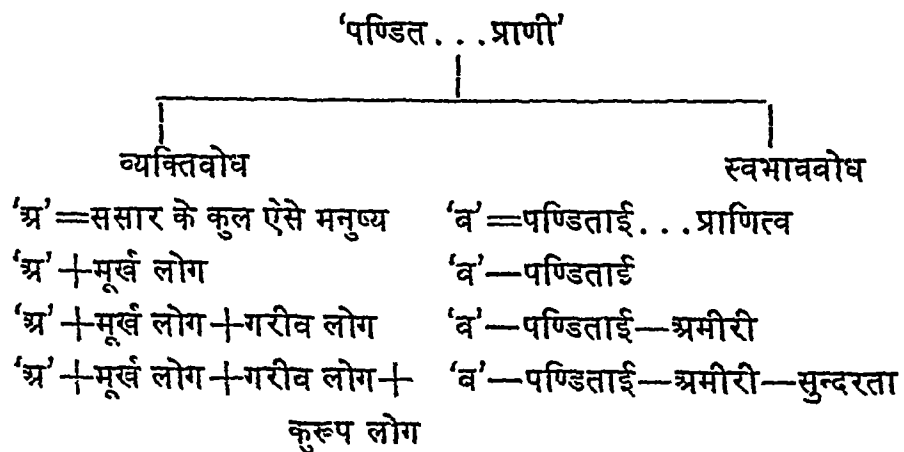 'पण्डित...प्राणी'
व्यक्तिवोध स्वभाववोध
'अ'=ससार के कुल ऐसे मनुष्य 'व'=पण्डिताई...प्राणित्व
'अ'+मूर्ख लोग 'व'—पण्डिताई
'अ'+मूर्ख लोग+गरीव लोग 'व'—पण्डिताई—अमीरी
'अ'+मूर्ख लोग+गरीव लोग+ 'व'—पण्डिताई—अमीरी—सुन्दरता
कुरूप लोग